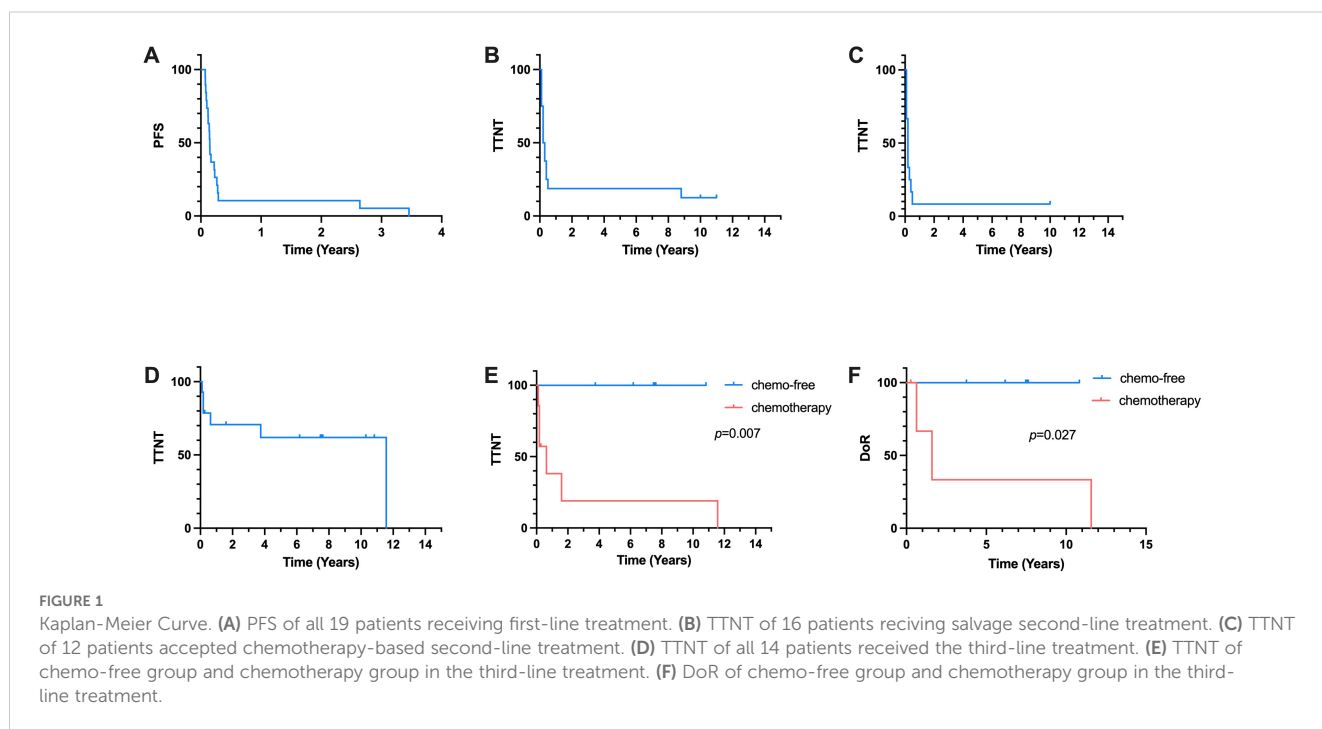 A
100
50
0
PFS
0 1 2 3 4
Time (Years)
B
100
50
0
TTNT
0 2 4 6 8 10 12 14
Time (Years)
C
100
50
0
TTNT
0 2 4 6 8 10 12 14
Time (Years)
D
100
50
0
TTNT
0 2 4 6 8 10 12 14
Time (Years)
E
100
50
0
TTNT
0 2 4 6 8 10 12 14
Time (Years)
chemo-free
chemotherapy
p=0.007
F
100
50
0
DoR
0 5 10 15
Time (Years)
chemo-free
chemotherapy
p=0.027
FIGURE 1
Kaplan-Meier Curve. (A) PFS of all 19 patients receiving first-line treatment. (B) TTNT of 16 patients reciving salvage second-line treatment. (C) TTNT
of 12 patients accepted chemotherapy-based second-line treatment. (D) TTNT of all 14 patients received the third-line treatment. (E) TTNT of
chemo-free group and chemotherapy group in the third-line treatment. (F) DoR of chemo-free group and chemotherapy group in the third-
line treatment.